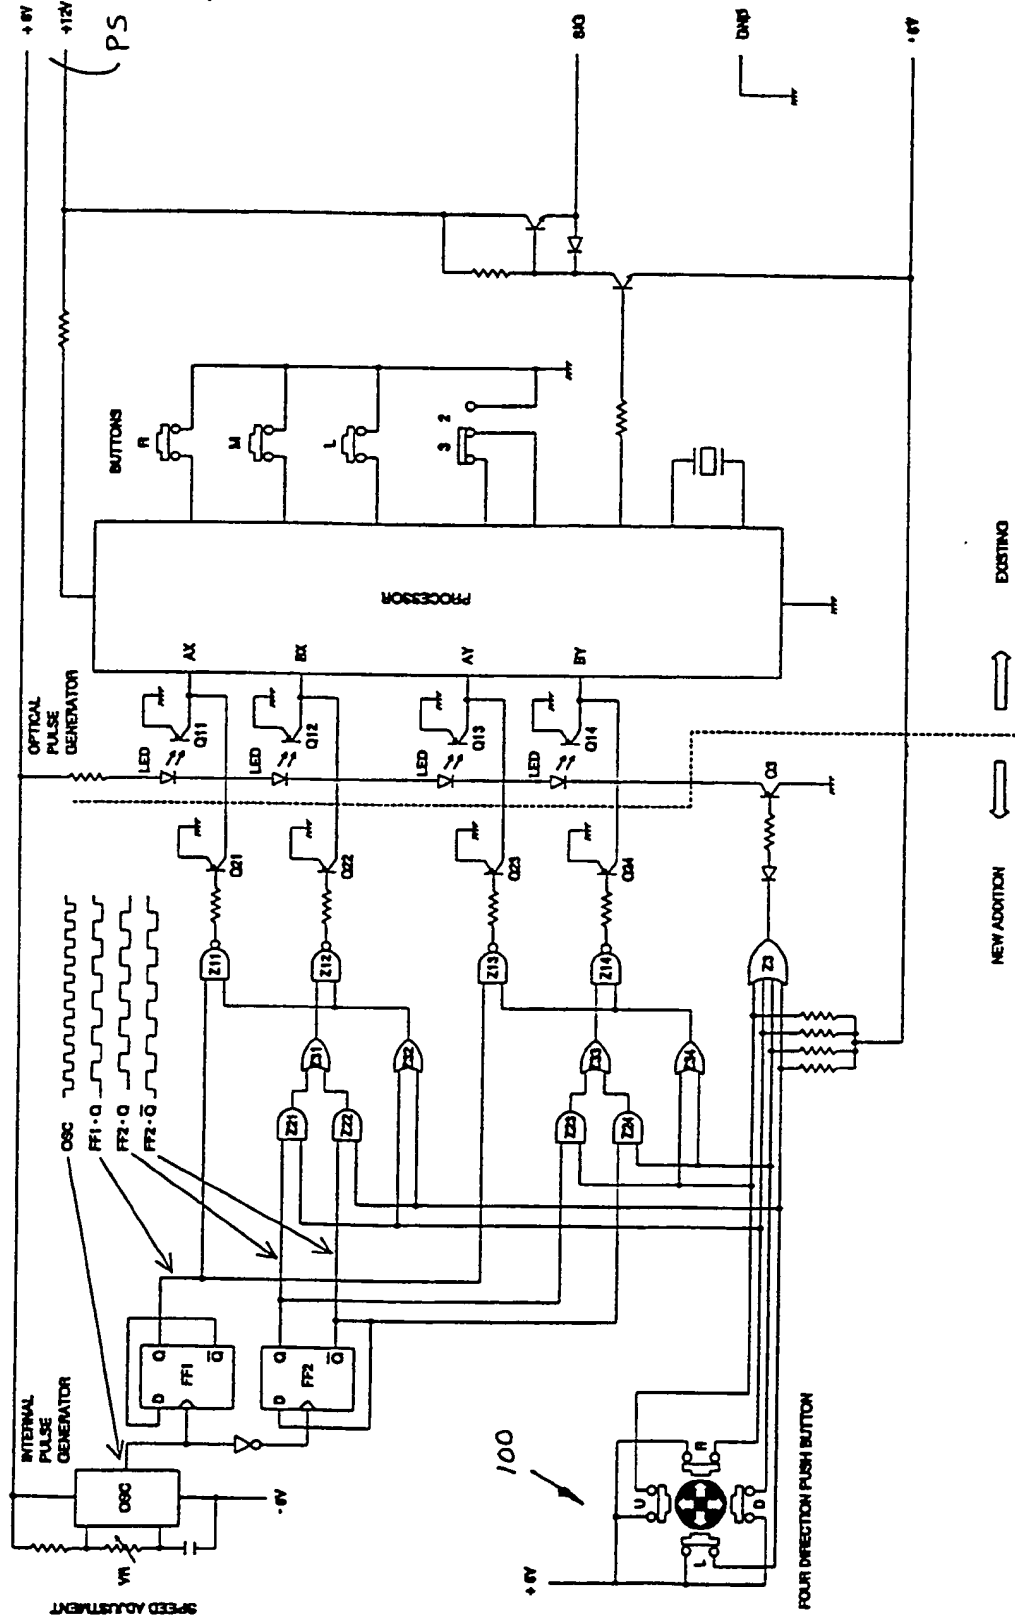 + 6V
+12V
PS
SIG
GND
+ 6V
BUTTONS
R
M
L
3 2
PROCESSOR
AX
BX
AY
BY
OPTICAL
PULSE
GENERATOR
LED
Q11
LED
Q12
LED
Q13
LED
Q14
Q21
Q22
Q23
Q24
Q3
EXISTING
NEW ADDITION
Z11
Z12
Z13
Z14
Z3
Z31
Z32
Z33
Z34
Z21
Z22
Z23
Z24
OSC
FF1 - Q
FF2 - Q
FF2 - Q̅
INTERNAL
PULSE
GENERATOR
D Q
FF1
Q̅
D Q
FF2
Q̅
OSC
VR
SPEED ADJUSTMENT
100
U
R
D
L
FOUR DIRECTION PUSH BUTTON